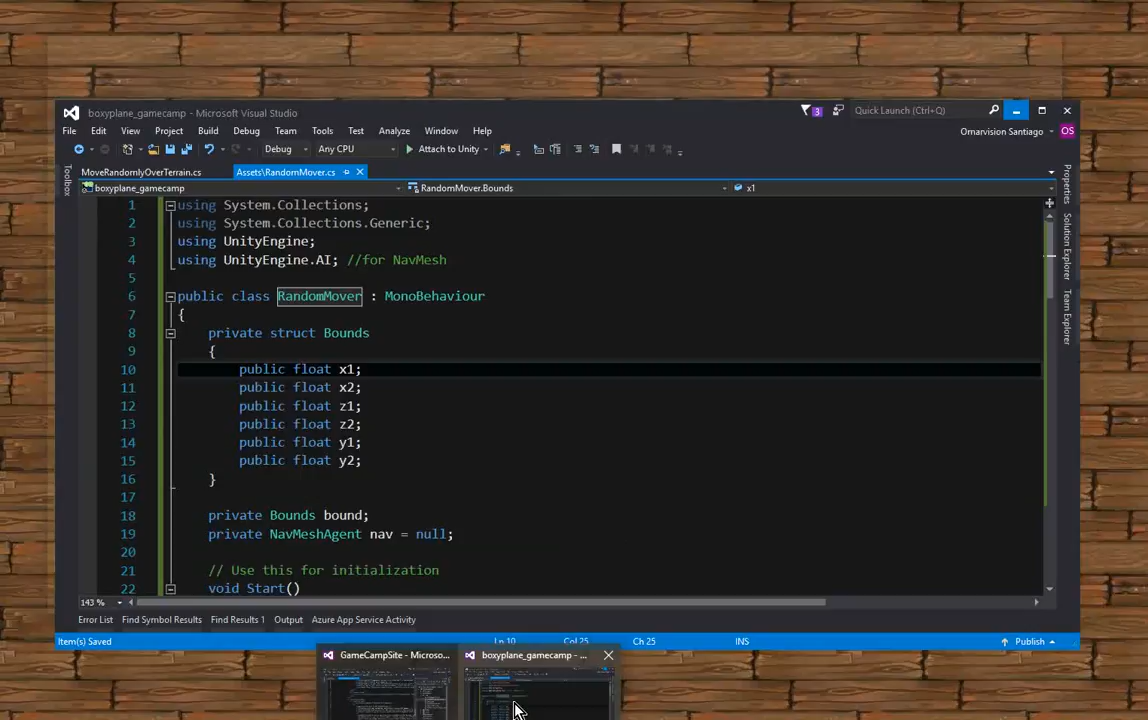 boxyplane_gamecamp - Microsoft Visual Studio
3
Quick Launch (Ctrl+Q)
File Edit View Project Build Debug Team Tools Test Analyze Window Help
Omarvision Santiago OS
Debug Any CPU Attach to Unity
MoveRandomlyOverTerrain.cs Assets\RandomMover.cs
boxyplane_gamecamp RandomMover.Bounds x1
Toolbox
Properties
Solution Explorer
Team Explorer
1 using System.Collections;
2 using System.Collections.Generic;
3 using UnityEngine;
4 using UnityEngine.AI; //for NavMesh
5
6 public class RandomMover : MonoBehaviour
7 {
8 private struct Bounds
9 {
10 public float x1;
11 public float x2;
12 public float z1;
13 public float z2;
14 public float y1;
15 public float y2;
16 }
17
18 private Bounds bound;
19 private NavMeshAgent nav = null;
20
21 // Use this for initialization
22 void Start()
143 %
Error List Find Symbol Results Find Results 1 Output Azure App Service Activity
Item(s) Saved Ln 10 Col 25 Ch 25 INS Publish
GameCampSite - Microso... boxyplane_gamecamp - ...